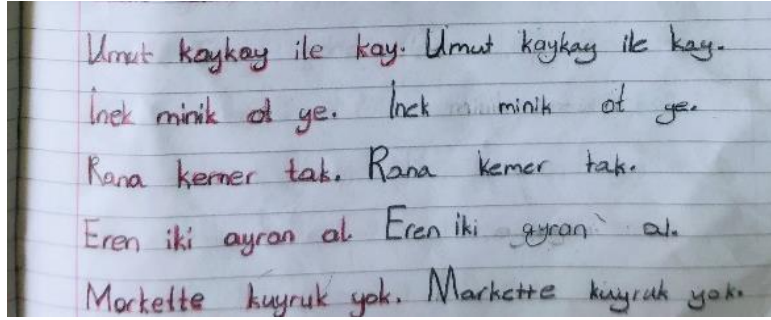 Umut kaykay ile kay. Umut kaykay ile kay.
İnek minik ot ye. İnek minik ot ye.
Rana kemer tak. Rana kemer tak.
Eren iki ayran al. Eren iki ayran al.
Markette kuyruk yok. Markette kuyruk yok.